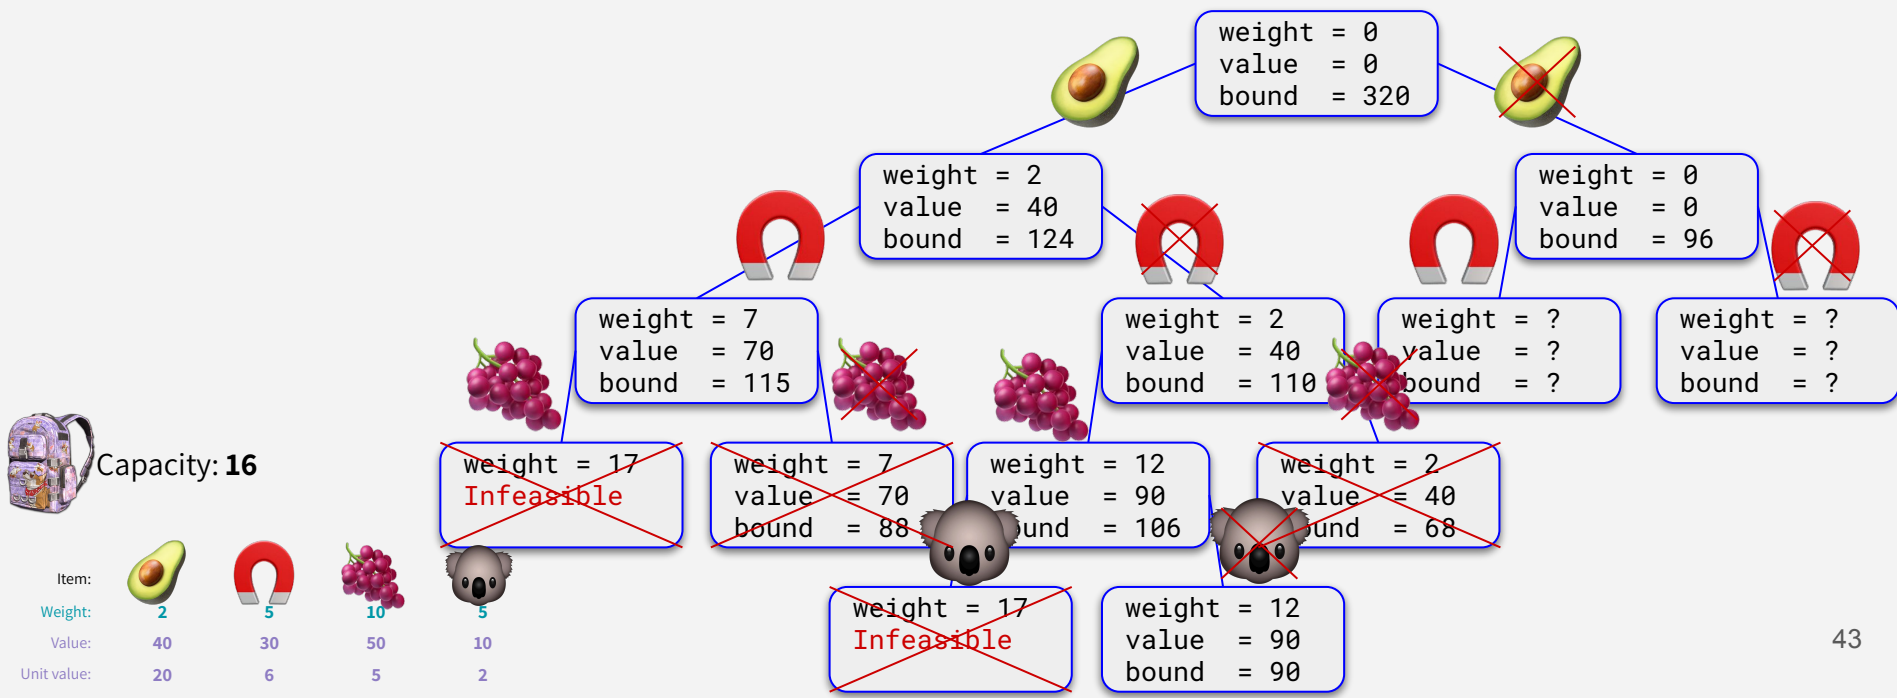 weight = 0
value  = 0
bound  = 320
weight = 2
value  = 40
bound  = 124
weight = 0
value  = 0
bound  = 96
weight = 7
value  = 70
bound  = 115
weight = 2
value  = 40
bound  = 110
weight = ?
value  = ?
bound  = ?
weight = ?
value  = ?
bound  = ?
Capacity: 16
weight = 17
Infeasible
weight = 7
value  = 70
bound  = 88
weight = 12
value  = 90
bound  = 106
weight = 2
value  = 40
bound  = 68
weight = 17
Infeasible
weight = 12
value  = 90
bound  = 90
Item:
Weight: 2 5 10 5
Value: 40 30 50 10
Unit value: 20 6 5 2
43